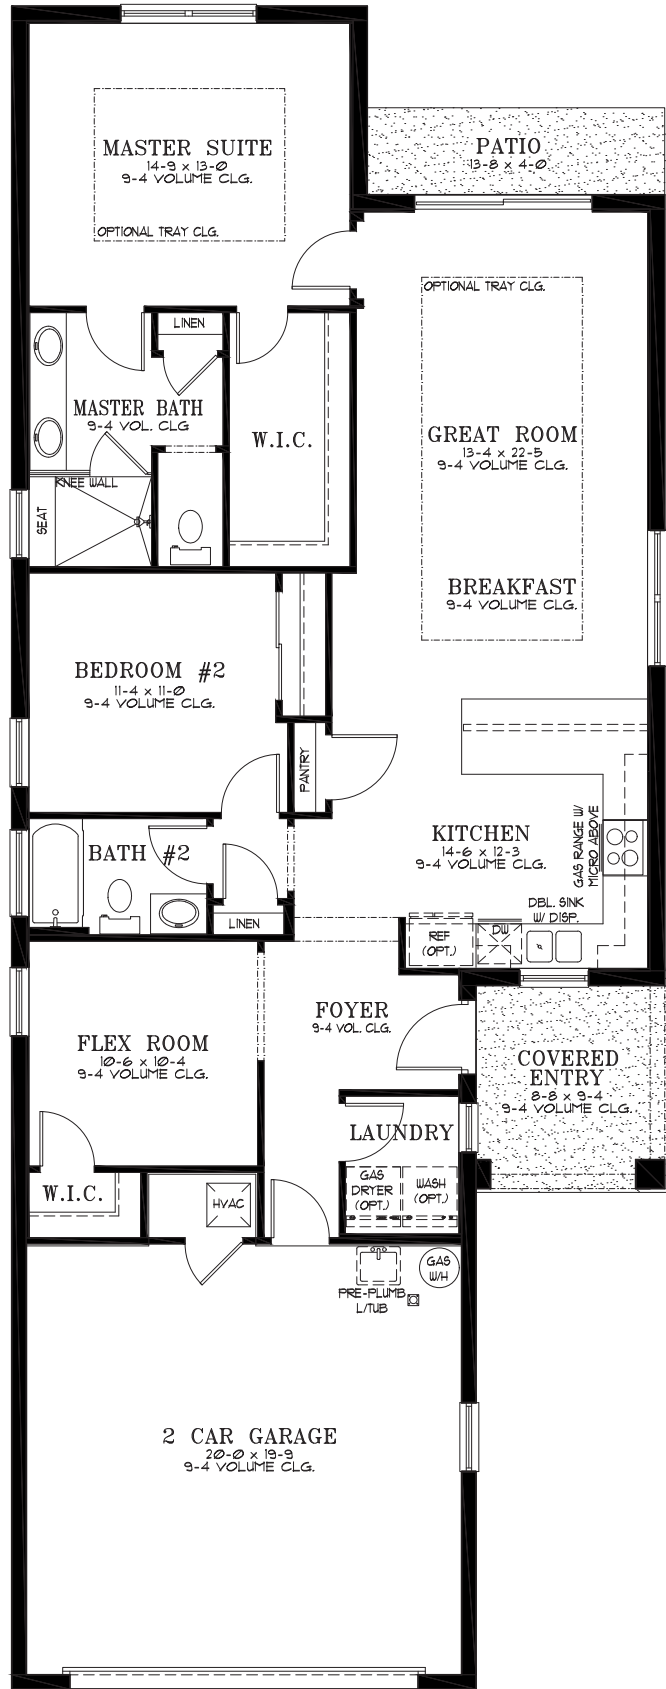 MASTER SUITE
14-9 x 13-0
9-4 VOLUME CLG.
OPTIONAL TRAY CLG.
PATIO
13-8 x 4-0
OPTIONAL TRAY CLG.
LINEN
MASTER BATH
9-4 VOL. CLG
W.I.C.
GREAT ROOM
13-4 x 22-5
9-4 VOLUME CLG.
KNEE WALL
SEAT
BREAKFAST
9-4 VOLUME CLG.
BEDROOM #2
11-4 x 11-0
9-4 VOLUME CLG.
PANTRY
KITCHEN
14-6 x 12-3
9-4 VOLUME CLG.
GAS RANGE W/
MICRO ABOVE
BATH #2
LINEN
DBL. SINK
W/ DISP.
REF
(OPT.)
DW
FOYER
9-4 VOL. CLG.
FLEX ROOM
10-6 x 10-4
9-4 VOLUME CLG.
COVERED
ENTRY
8-8 x 9-4
9-4 VOLUME CLG.
LAUNDRY
GAS
DRYER
(OPT.)
WASH
(OPT.)
W.I.C.
HVAC
GAS
W/H
PRE-PLUMB
L/TUB
2 CAR GARAGE
20-0 x 19-9
9-4 VOLUME CLG.